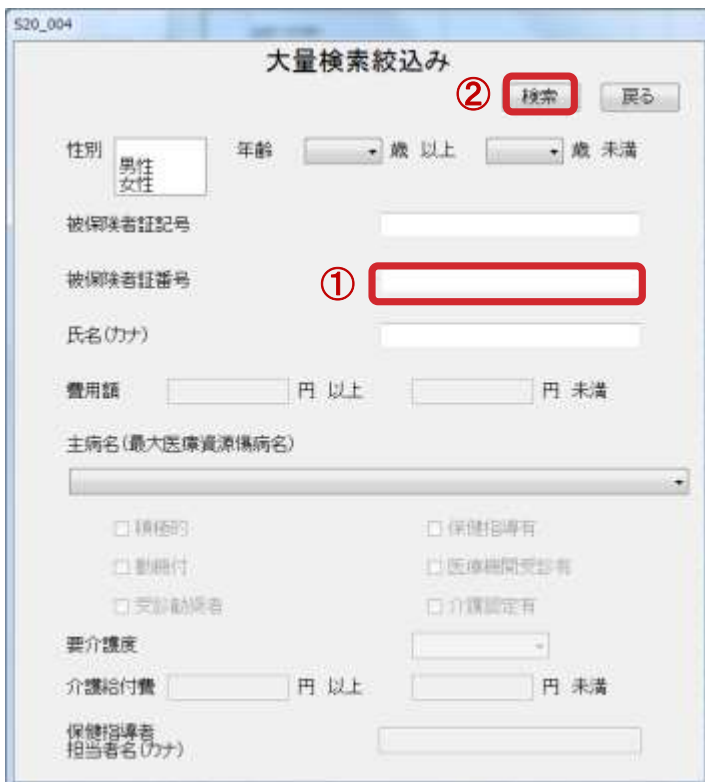 S20_004
大量検索絞込み
② 検索 戻る
性別 男性 女性 年齢 歳 以上 歳 未満
被保険者証記号
被保険者証番号 ①
氏名(カナ)
費用額 円 以上 円 未満
主病名(最大医療資源傷病名)
積極的 保健指導有
動機付 医療機関受診有
受診勧奨者 介護認定有
要介護度
介護給付費 円 以上 円 未満
保健指導者
担当者名(カナ)